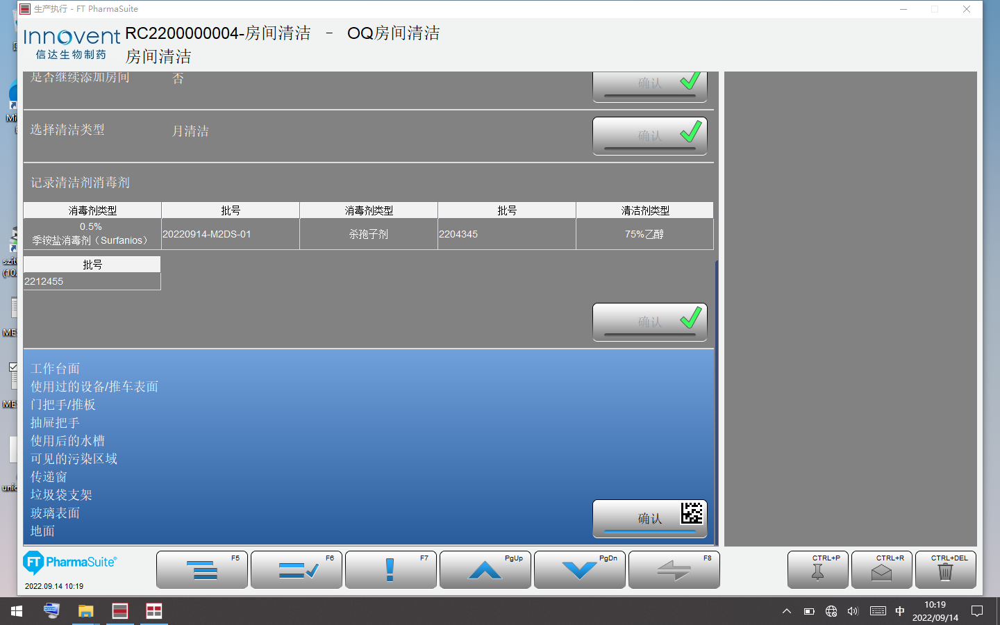 生产执行 - FT PharmaSuite
Innovent
信达生物制药
RC2200000004-房间清洁 - OQ房间清洁
房间清洁
是否继续添加房间 否 确认
选择清洁类型 月清洁 确认
记录清洁剂消毒剂
消毒剂类型 批号 消毒剂类型 批号 清洁剂类型
0.5%
季铵盐消毒剂（Surfanios） 20220914-M2DS-01 杀孢子剂 2204345 75%乙醇
批号
2212455
确认
工作台面
使用过的设备/推车表面
门把手/推板
抽屉把手
使用后的水槽
可见的污染区域
传递窗
垃圾袋支架
玻璃表面
地面
确认
FT PharmaSuite®
2022.09.14 10:19
F5 F6 F7 PgUp PgDn F8 CTRL+P CTRL+R CTRL+DEL
中
10:19
2022/09/14